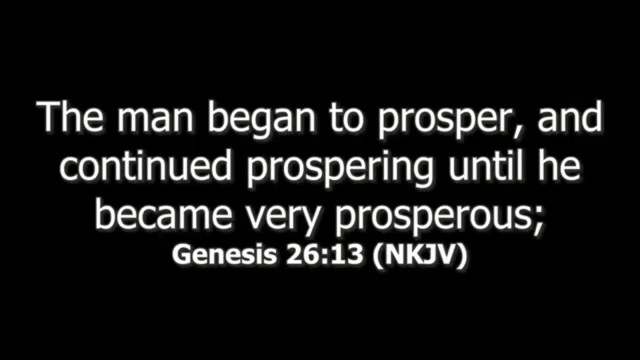 The man began to prosper, and
continued prospering until he
became very prosperous;
Genesis 26:13 (NKJV)